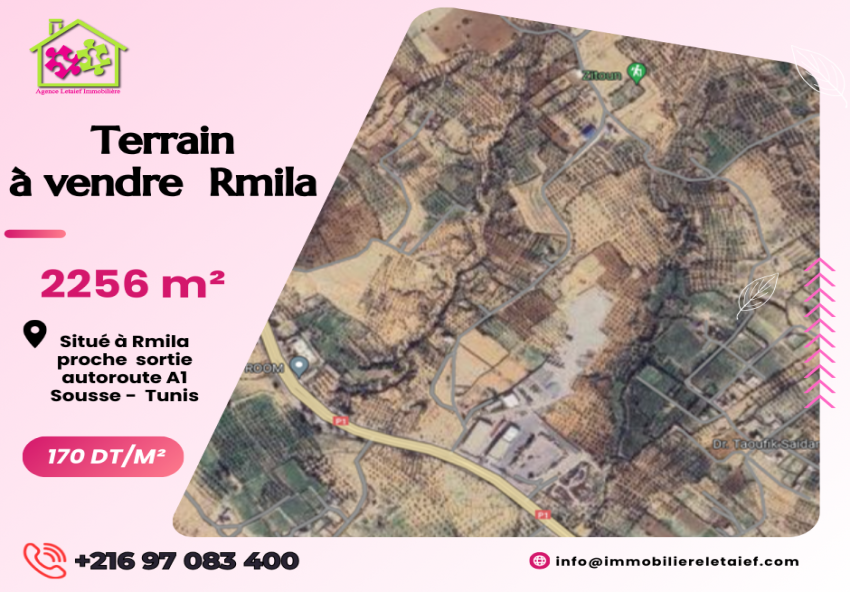 Agence Letaief Immobilière
Terrain
à vendre Rmila
2256 m²
Situé à Rmila
proche sortie
autoroute A1
Sousse - Tunis
170 DT/M²
Zitoun
ROOM
P1
P1
Dr. Taoufik Saidan
+216 97 083 400
info@immobiliereletaief.com